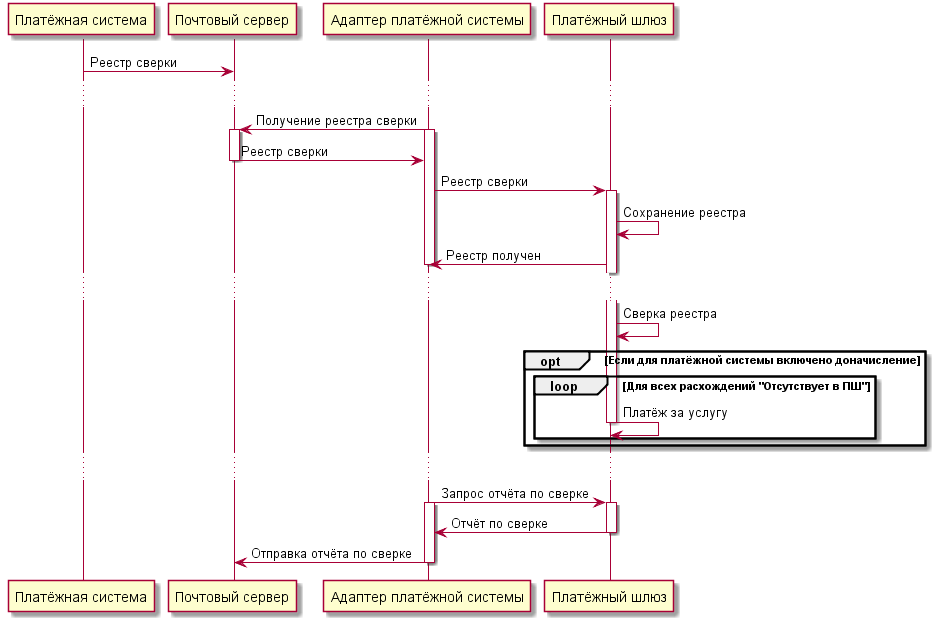 Платёжная система
Почтовый сервер
Адаптер платёжной системы
Платёжный шлюз
Реестр сверки
Получение реестра сверки
Реестр сверки
Реестр сверки
Сохранение реестра
Реестр получен
Сверка реестра
opt
[Если для платёжной системы включено доначисление]
loop
[Для всех расхождений "Отсутствует в ПШ"]
Платёж за услугу
Запрос отчёта по сверке
Отчёт по сверке
Отправка отчёта по сверке
Платёжная система
Почтовый сервер
Адаптер платёжной системы
Платёжный шлюз